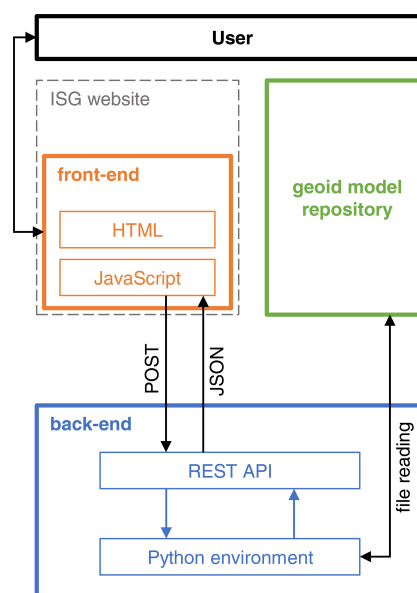 User
ISG website
front-end
geoid model
repository
HTML
JavaScript
POST
JSON
file reading
back-end
REST API
Python environment